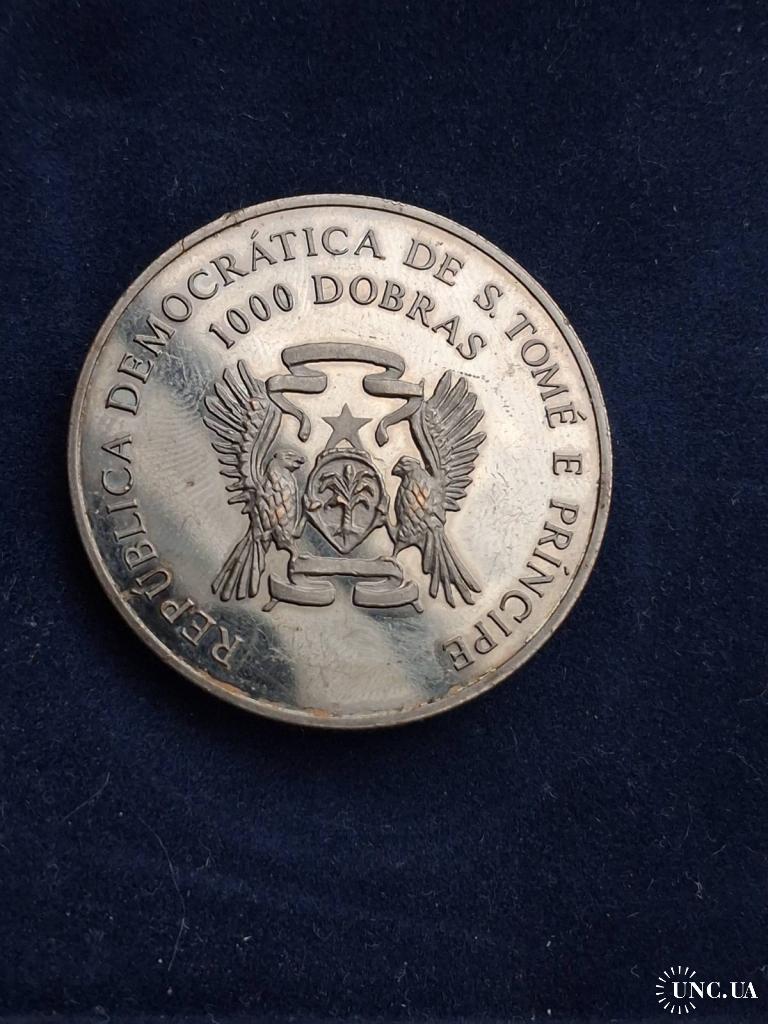 REPÚBLICA DEMOCRÁTICA DE S. TOMÉ E PRÍNCIPE
1000 DOBRAS
UNC.UA